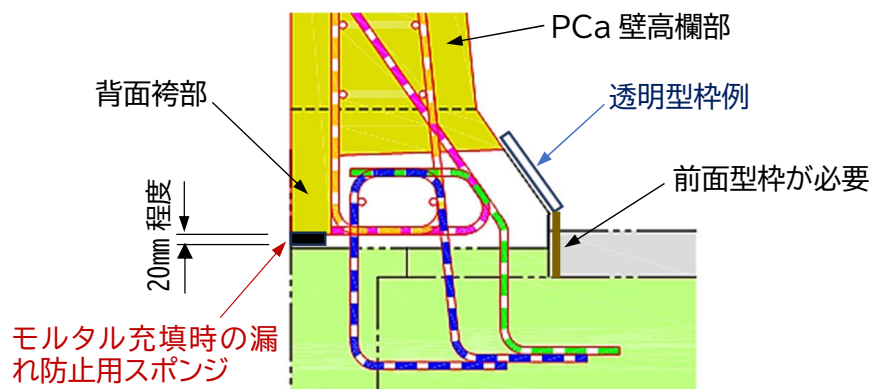 PCa 壁高欄部
背面袴部
透明型枠例
前面型枠が必要
20mm 程度
モルタル充填時の漏
れ防止用スポンジ